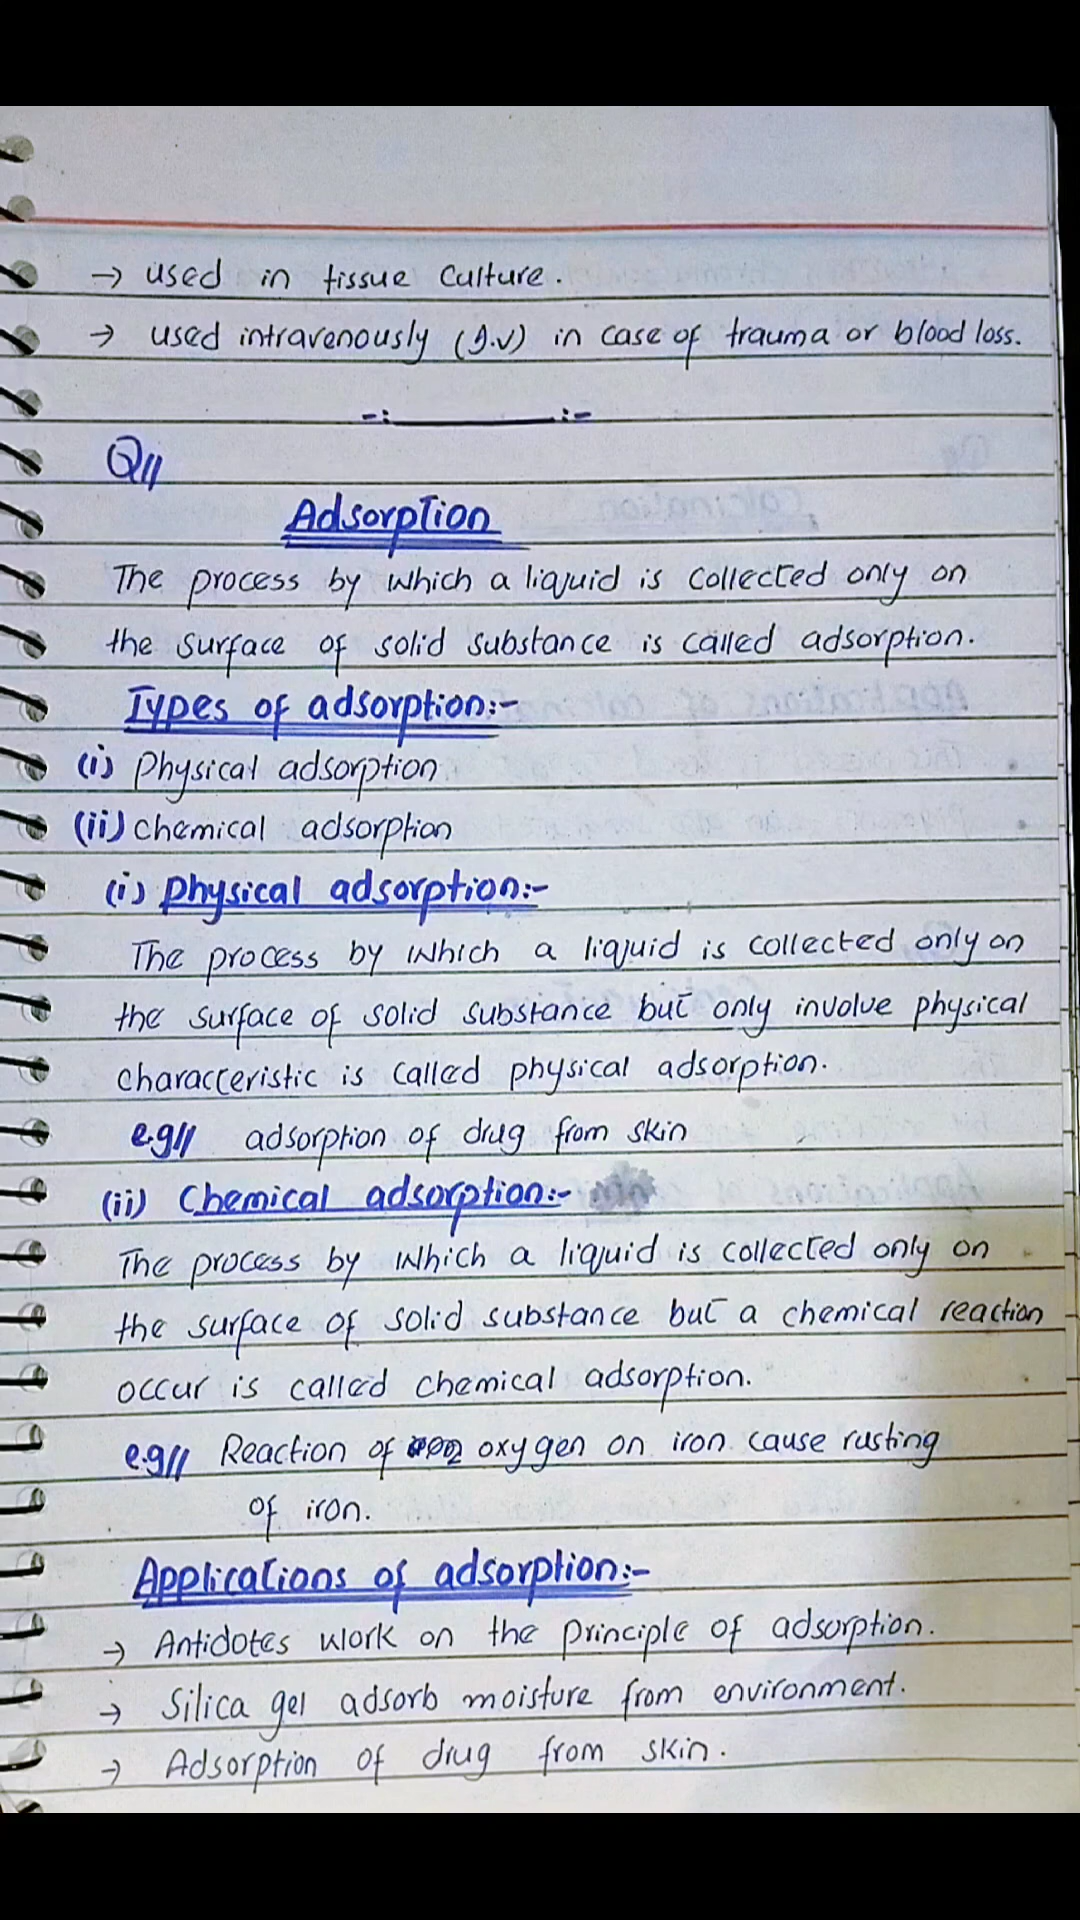 → used in tissue culture.
→ used intravenously (I.V) in case of trauma or blood loss.
-:________:-
Q//
Adsorption
The process by which a liquid is collected only on
the surface of solid substance is called adsorption.
Types of adsorption:-
(i) physical adsorption
(ii) chemical adsorption
(i) physical adsorption:-
The process by which a liquid is collected only on
the surface of solid substance but only involve physical
characteristic is called physical adsorption.
e.g// adsorption of drug from skin
(ii) Chemical adsorption:-
The process by which a liquid is collected only on
the surface of solid substance but a chemical reaction
occur is called chemical adsorption.
e.g// Reaction of oxygen on iron cause rusting
of iron.
Applications of adsorption:-
→ Antidotes work on the principle of adsorption.
→ Silica gel adsorb moisture from environment.
→ Adsorption of drug from skin.